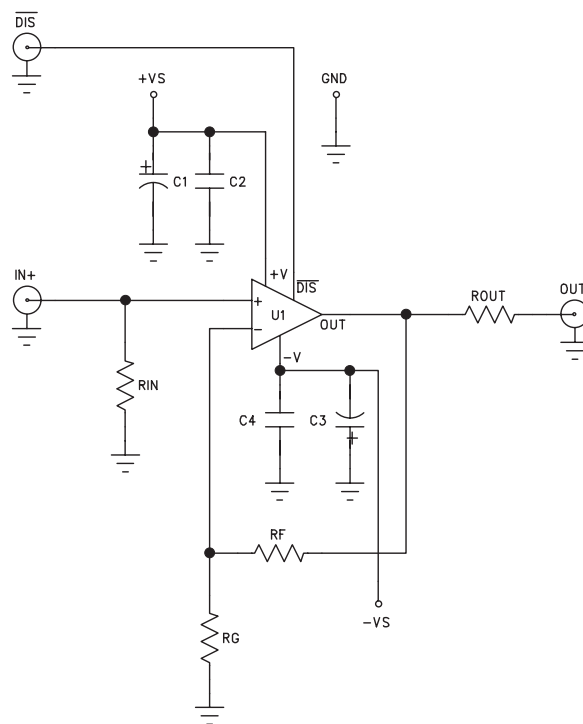 DIS
+VS
GND
C1
C2
IN+
+V
DIS
U1
OUT
ROUT
OUT
RIN
-V
C4
C3
RF
-VS
RG